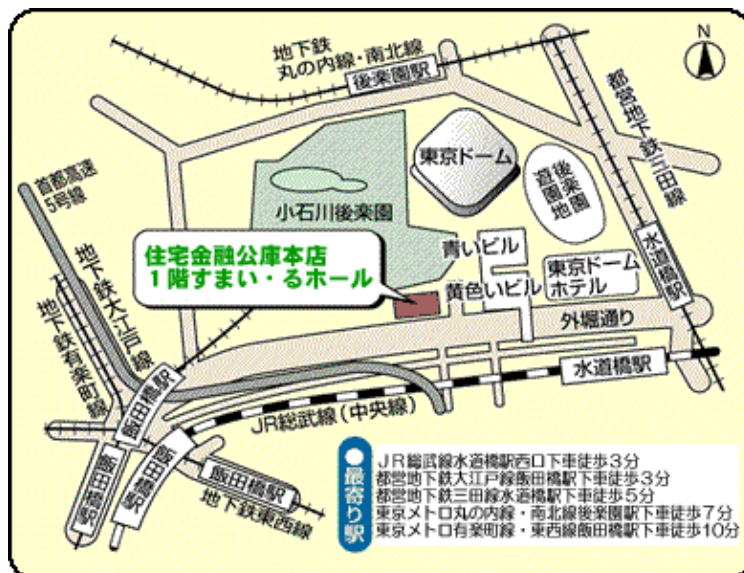 地下鉄
丸の内線・南北線
後楽園駅
N
都営地下鉄三田線
東京ドーム
後楽園
遊園地
首都高速
5号線
小石川後楽園
住宅金融公庫本店
1階すまい・るホール
青いビル
黄色いビル
東京ドーム
ホテル
水道橋駅
外堀通り
地下鉄大江戸線
地下鉄有楽町線
水道橋駅
JR総武線(中央線)
飯田橋駅
飯田橋駅
飯田橋駅
飯田橋駅
地下鉄東西線
●最寄り駅
JR総武線水道橋駅西口下車徒歩3分
都営地下鉄大江戸線飯田橋駅下車徒歩3分
都営地下鉄三田線水道橋駅下車徒歩5分
東京メトロ丸の内線・南北線後楽園駅下車徒歩7分
東京メトロ有楽町線・東西線飯田橋駅下車徒歩10分